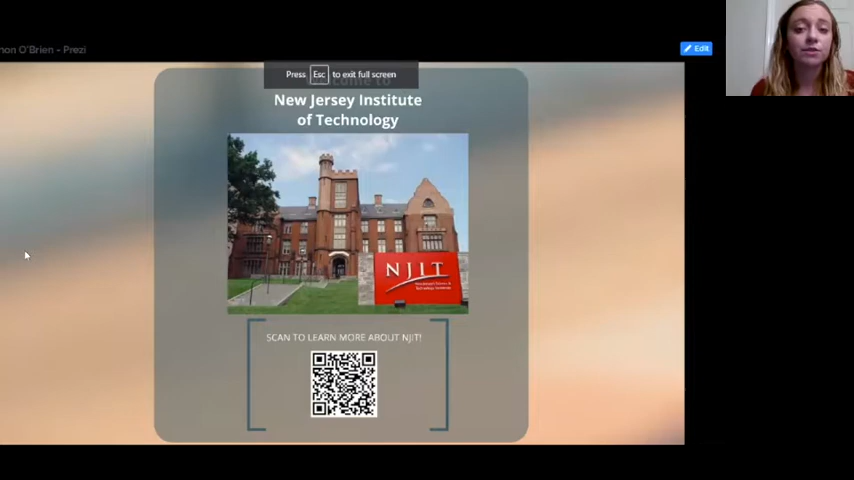 non O'Brien - Prezi
Edit
Press Esc to exit full screen
New Jersey Institute
of Technology
NJIT
SCAN TO LEARN MORE ABOUT NJIT!